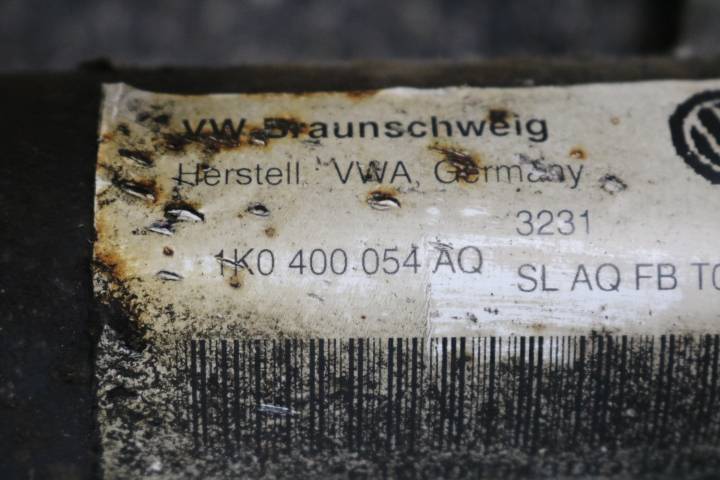 VW Braunschweig
Herstell VWA Germany
3231
1K0 400 054 AQ
SL AQ FB